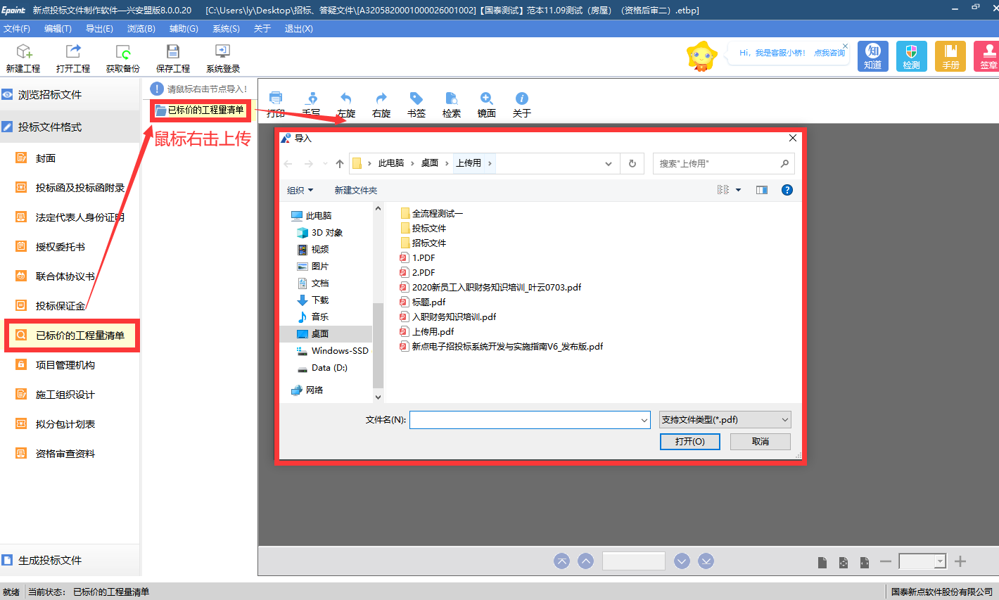 Epoint 新点投标文件制作软件—兴安盟版8.0.0.20 [C:\Users\ly\Desktop\招标、答疑文件\[A3205820001000026001002]【国泰测试】范本11.09测试（房屋）（资格后审二）.etbp]
文件(F) 编辑(T) 导出(E) 浏览(B) 辅助(G) 系统(S) 关于 退出(X)
新建工程 打开工程 获取备份 保存工程 系统登录
Hi，我是客服小桥！ 点我咨询
知
知道 检测 手册 签章
浏览招标文件
投标文件格式
封面
投标函及投标函附录
法定代表人身份证明
授权委托书
联合体协议书
投标保证金
已标价的工程量清单
项目管理机构
施工组织设计
拟分包计划表
资格审查资料
生成投标文件
请鼠标右击节点导入！
已标价的工程量清单
鼠标右击上传
打印 手写 左旋 右旋 书签 检索 镜面 关于
导入
此电脑 › 桌面 › 上传用 ›
搜索"上传用"
组织 新建文件夹
此电脑
3D 对象
视频
图片
文档
下载
音乐
桌面
Windows-SSD
Data (D:)
网络
全流程测试一
投标文件
招标文件
1.PDF
2.PDF
2020新员工入职财务知识培训_叶云0703.pdf
标题.pdf
入职财务知识培训.pdf
上传用.pdf
新点电子招投标系统开发与实施指南V6_发布版.pdf
文件名(N):
支持文件类型(*.pdf)
打开(O) 取消
就绪 当前状态： 已标价的工程量清单
国泰新点软件股份有限公司